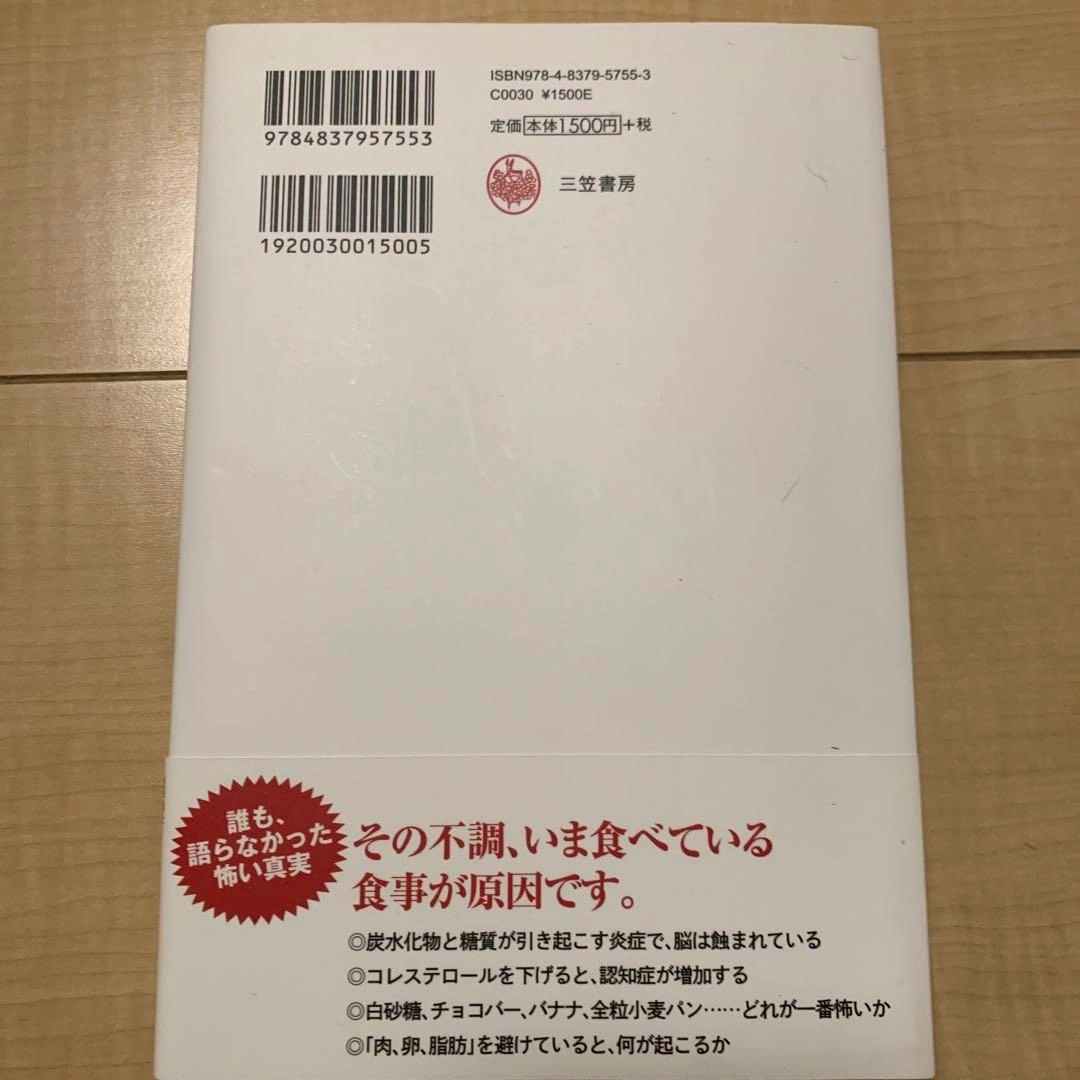 9784837957553
1920030015005
ISBN978-4-8379-5755-3
C0030 ¥1500E
定価 本体1500円+税
三笠書房
誰も、
語らなかった
怖い真実
その不調、いま食べている
食事が原因です。
◎炭水化物と糖質が引き起こす炎症で、脳は蝕まれている
◎コレステロールを下げると、認知症が増加する
◎白砂糖、チョコバー、バナナ、全粒小麦パン……どれが一番怖いか
◎「肉、卵、脂肪」を避けていると、何が起こるか